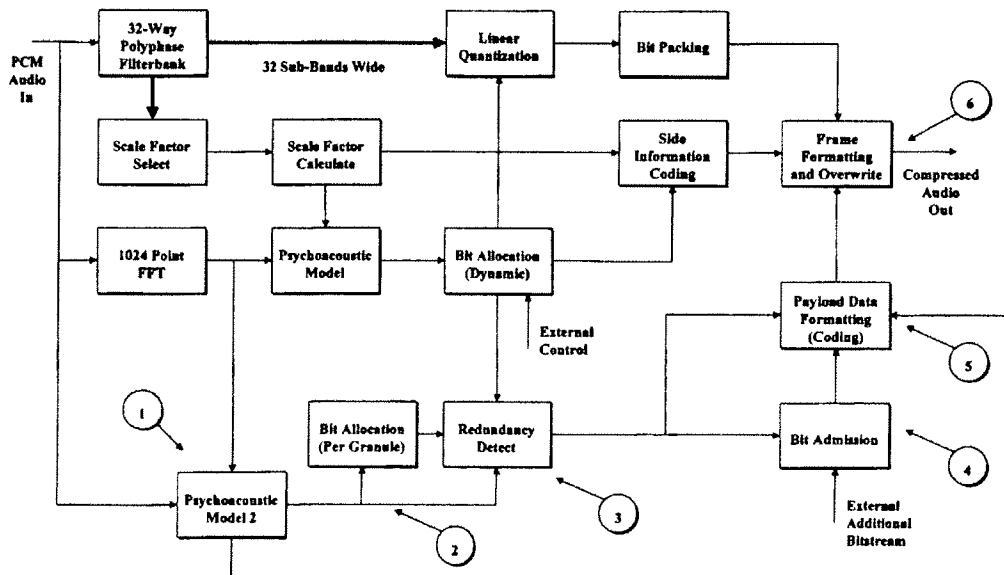 32-Way
Polyphase
Filterbank
Linear
Quantization
Bit Packing
PCM
Audio
In
32 Sub-Bands Wide
6
Scale Factor
Select
Scale Factor
Calculate
Side
Information
Coding
Frame
Formatting
and Overwrite
Compressed
Audio
Out
1024 Point
FPT
Psychoacoustic
Model
Bit Allocation
(Dynamic)
Payload Data
Formatting
(Coding)
External
Control
5
1
Bit Allocation
(Per Granule)
Redundancy
Detect
Bit Admission
4
Psychoacoustic
Model 2
3
2
External
Additional
Bitstream